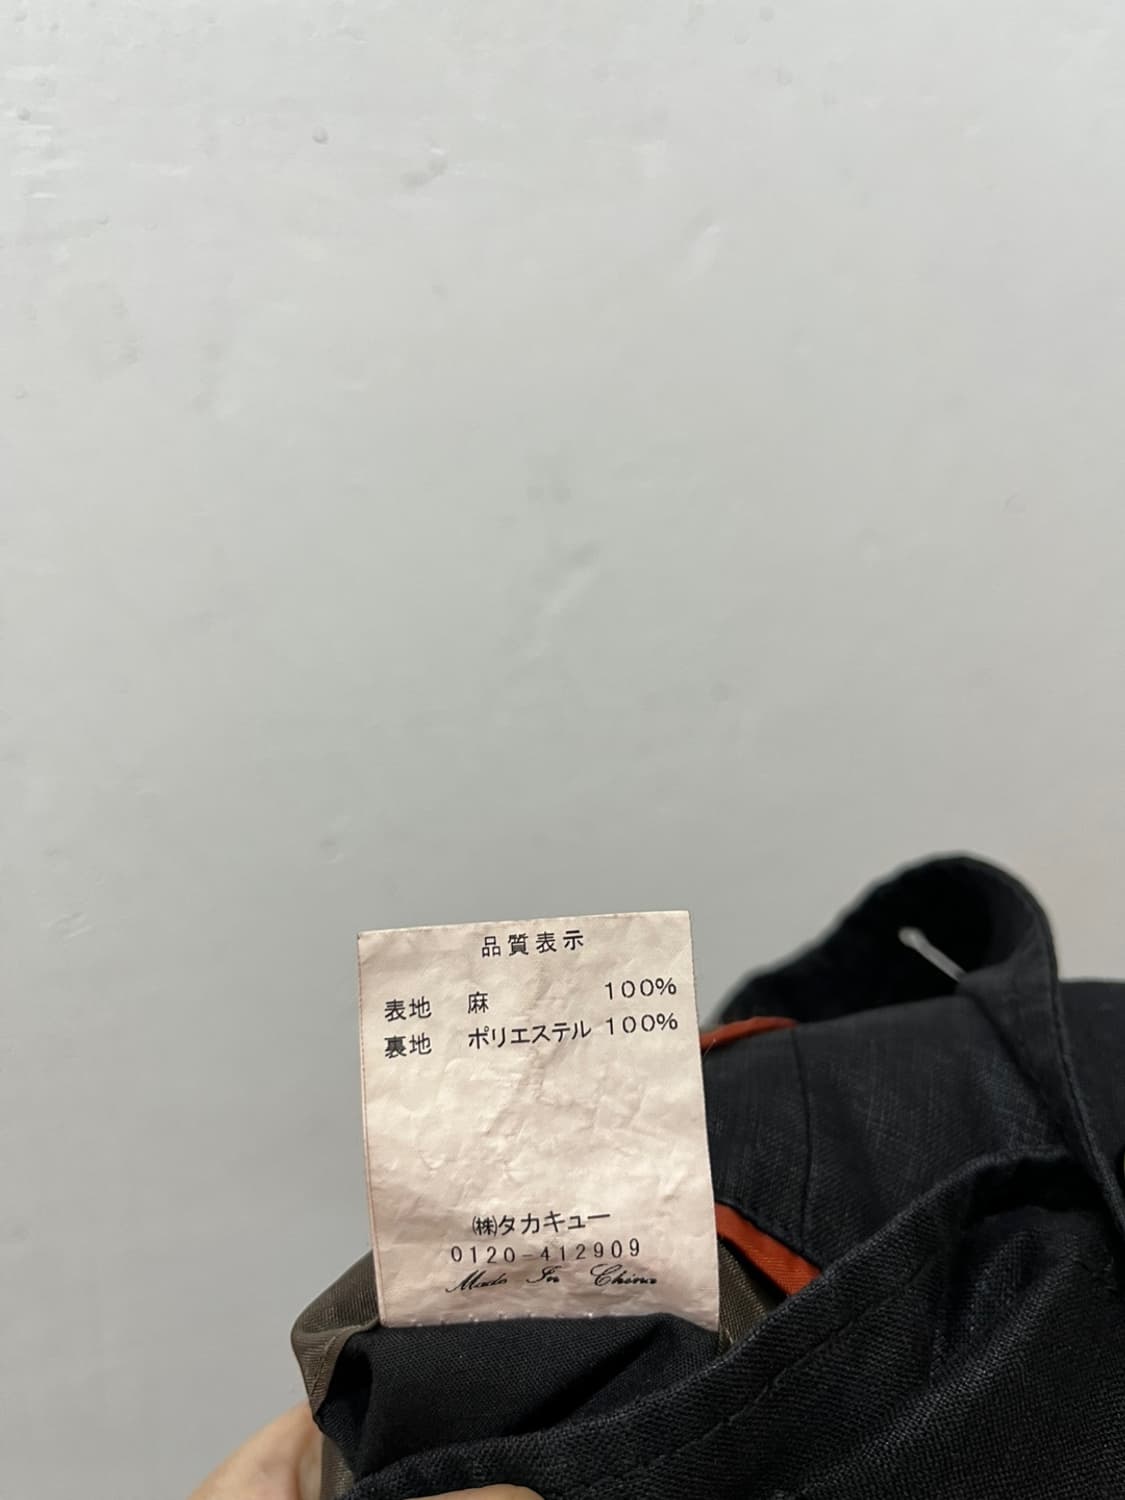 品質表示
表地 麻 100%
裏地 ポリエステル 100%
㈱タカキュー
0120-412909
Made In China